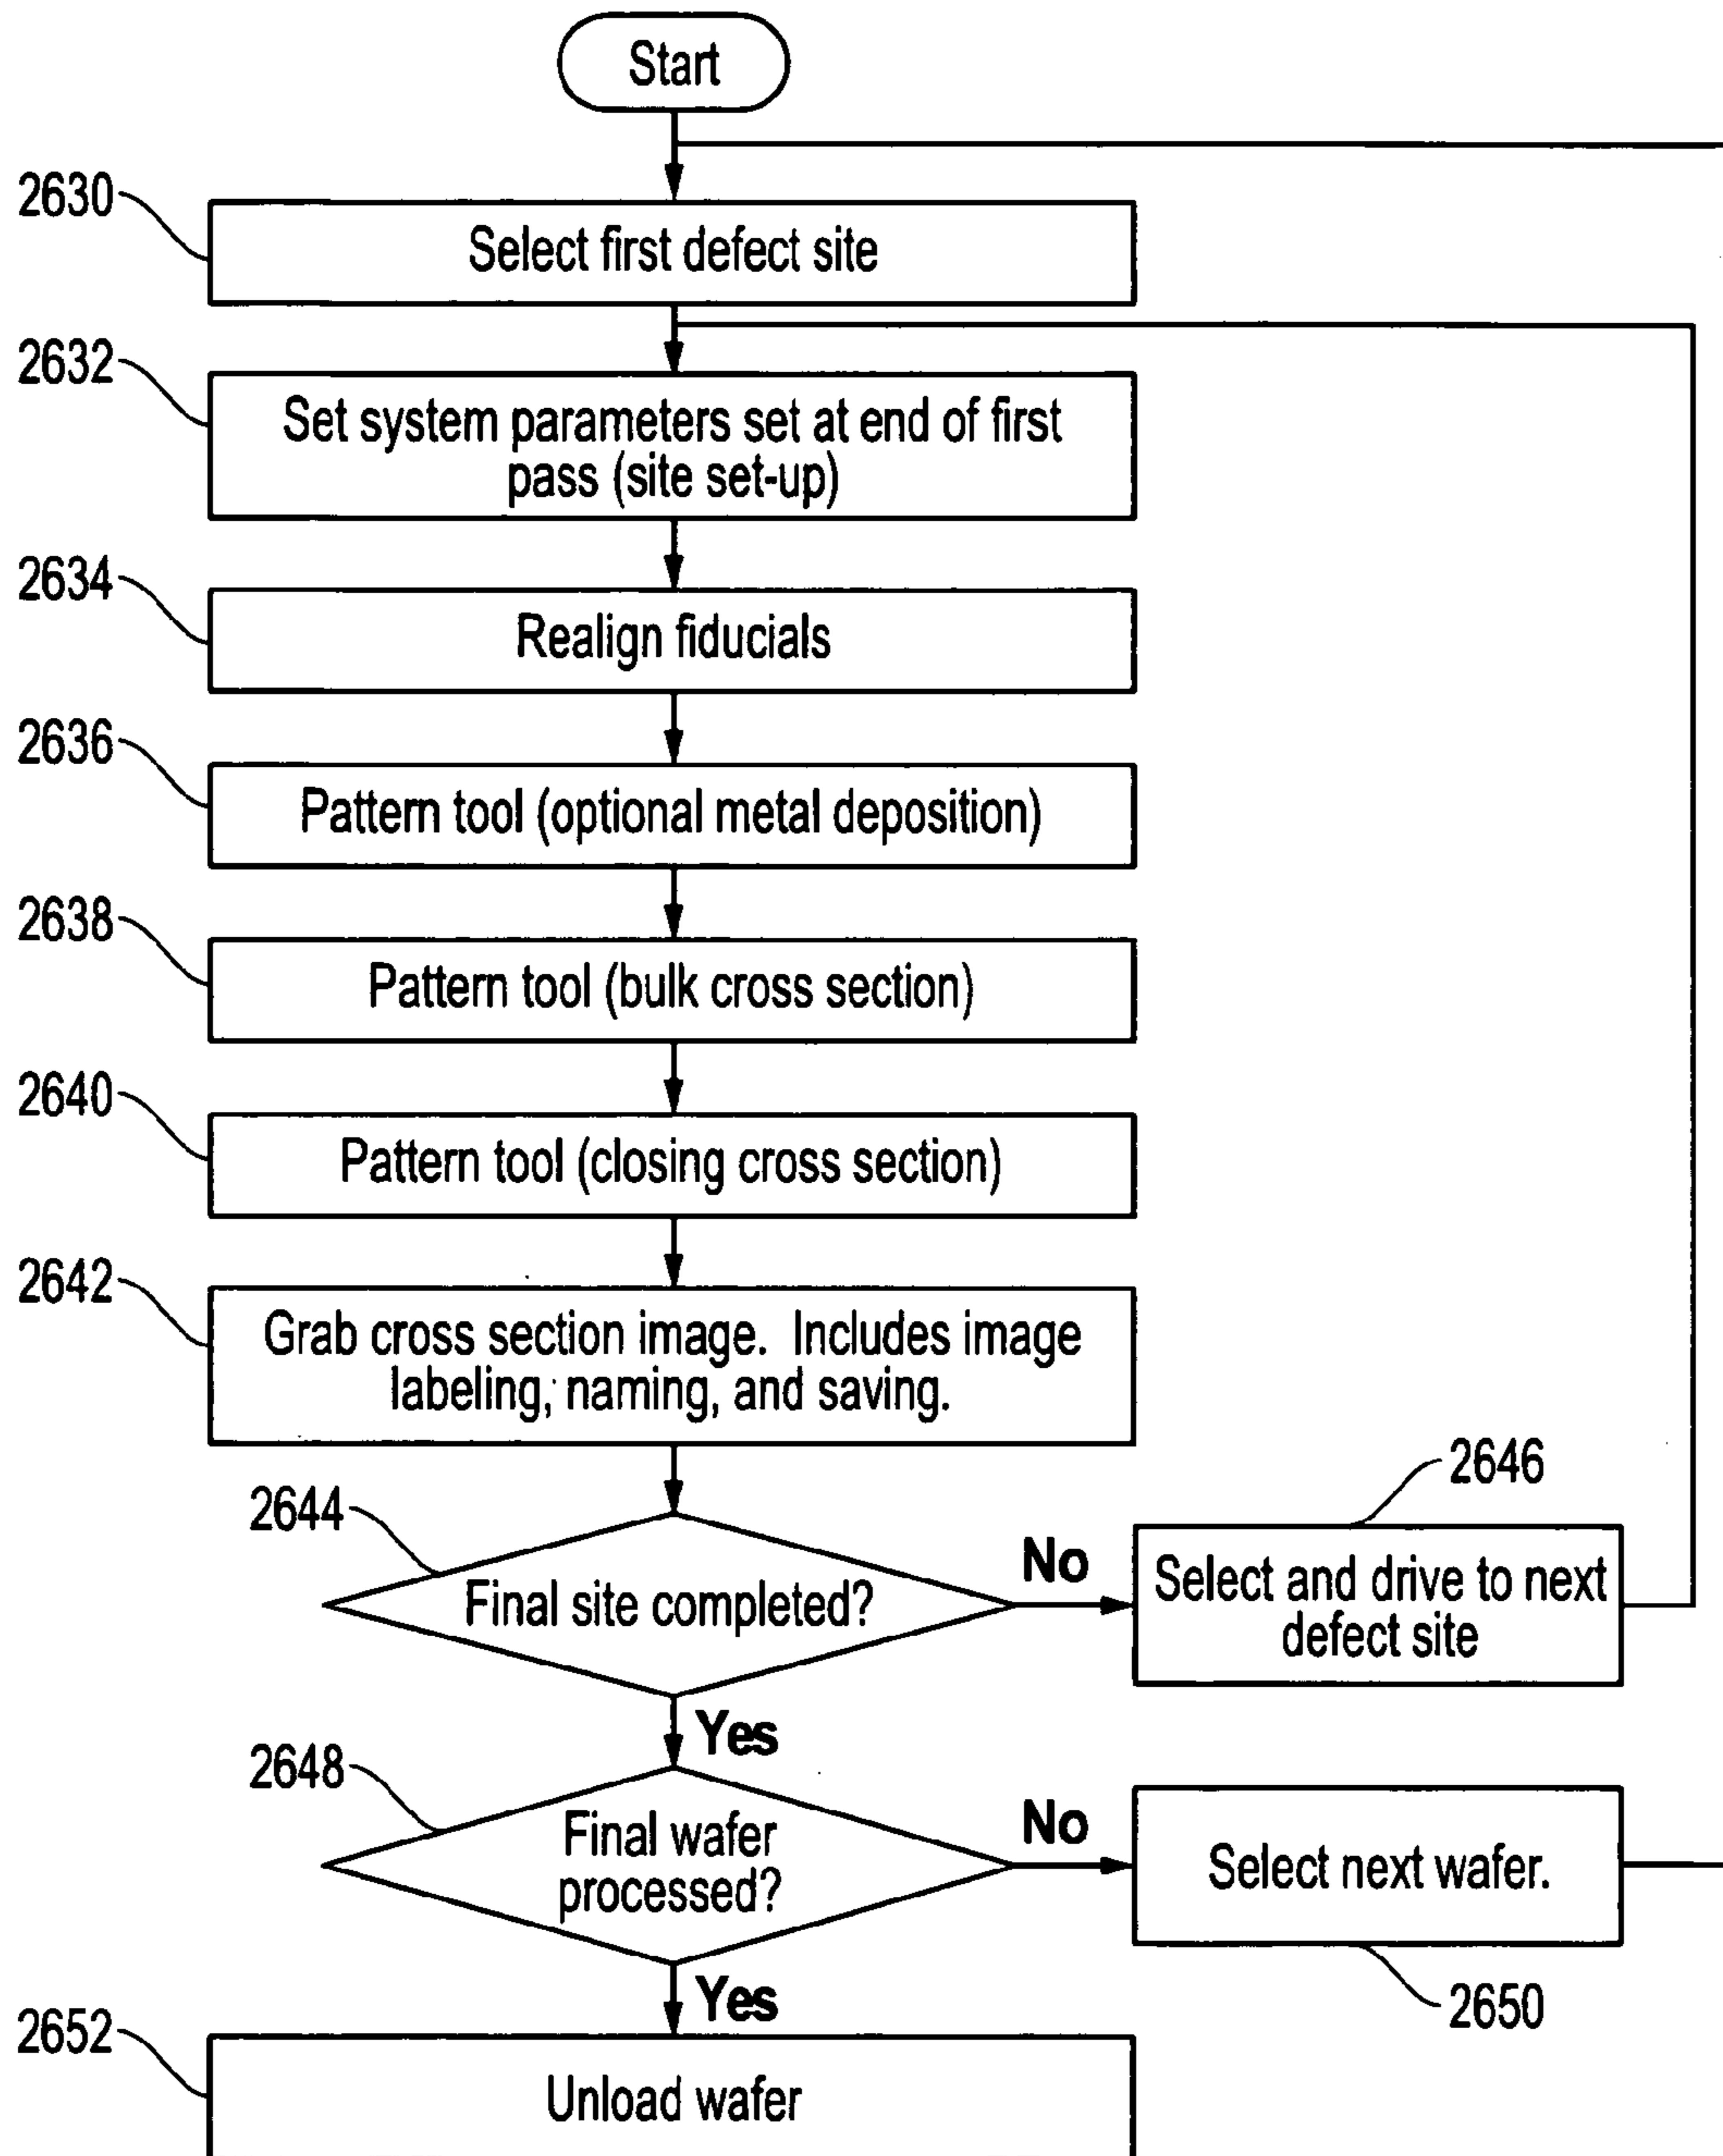 Start
2630
Select first defect site
2632
Set system parameters set at end of first
pass (site set-up)
2634
Realign fiducials
2636
Pattern tool (optional metal deposition)
2638
Pattern tool (bulk cross section)
2640
Pattern tool (closing cross section)
2642
Grab cross section image. Includes image
labeling, naming, and saving.
2644
Final site completed?
No
2646
Select and drive to next
defect site
Yes
2648
Final wafer
processed?
No
Select next wafer.
2650
Yes
2652
Unload wafer